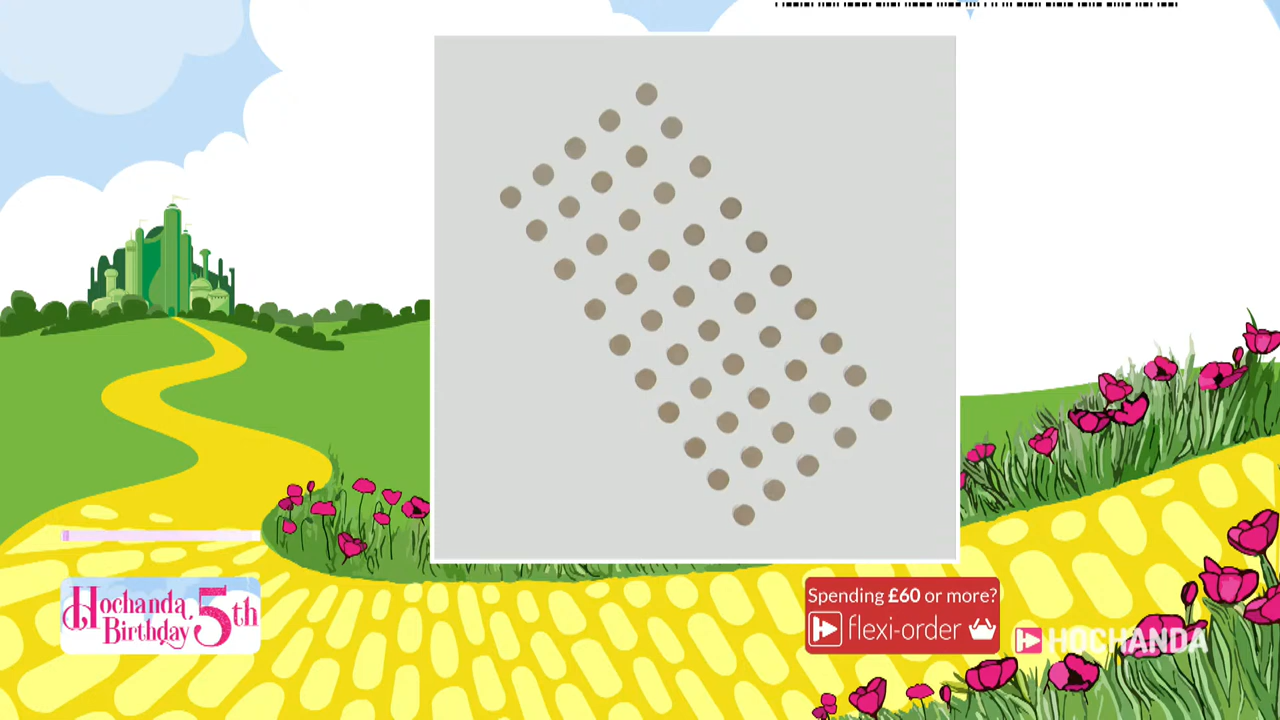 Hochanda
Birthday
5th
Spending £60 or more?
flexi-order
HOCHANDA